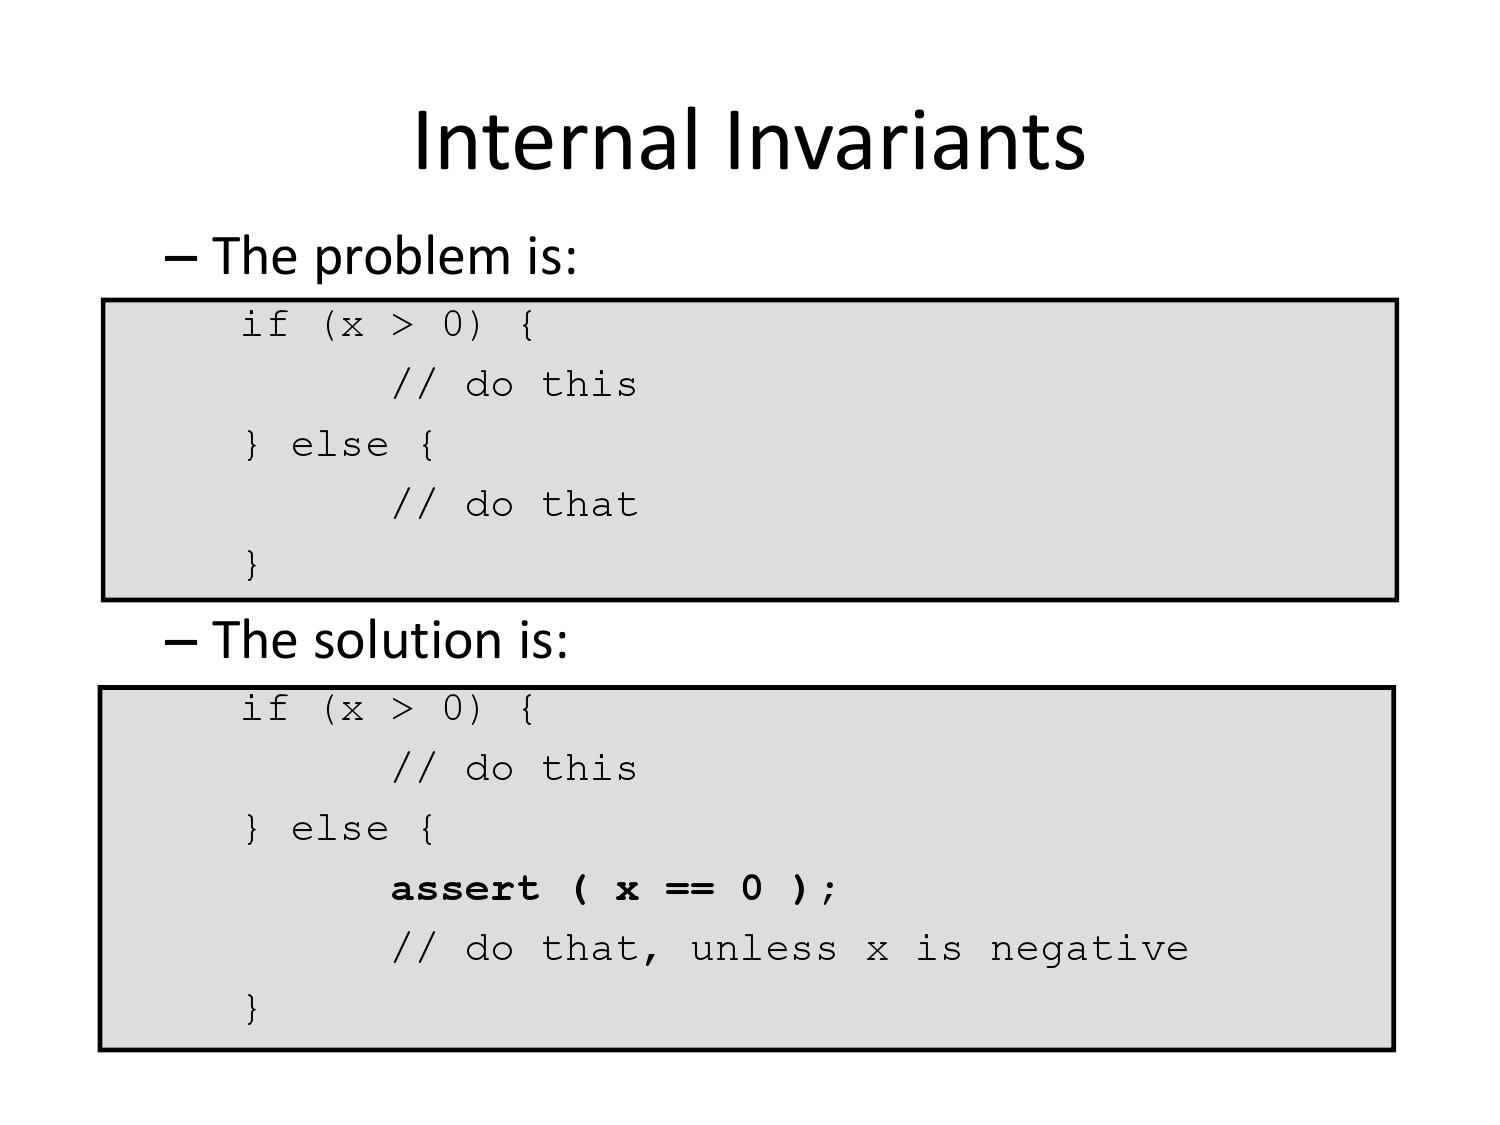 Internal Invariants
– The problem is:
if (x > 0) {
// do this
} else {
// do that
}
– The solution is:
if (x > 0) {
// do this
} else {
assert ( x == 0 );
// do that, unless x is negative
}